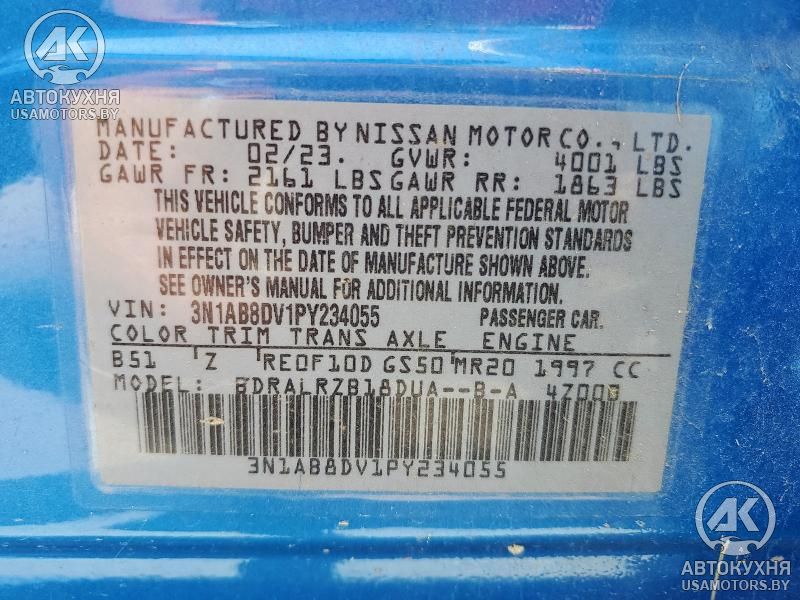 AK
АВТОКУХНЯ
USAMOTORS.BY
MANUFACTURED BY NISSAN MOTOR CO., LTD.
DATE: 02/23. GVWR: 4001 LBS
GAWR FR: 2161 LBS GAWR RR: 1863 LBS
THIS VEHICLE CONFORMS TO ALL APPLICABLE FEDERAL MOTOR
VEHICLE SAFETY, BUMPER AND THEFT PREVENTION STANDARDS
IN EFFECT ON THE DATE OF MANUFACTURE SHOWN ABOVE.
SEE OWNER'S MANUAL FOR ADDITIONAL INFORMATION.
VIN: 3N1AB8DV1PY234055 PASSENGER CAR.
COLOR TRIM TRANS AXLE ENGINE
B51 Z RE0F10D GS50 MR20 1997 CC
MODEL: BDRALRZB18DUA--B-A
3N1AB8DV1PY234055
AK
АВТОКУХНЯ
USAMOTORS.BY